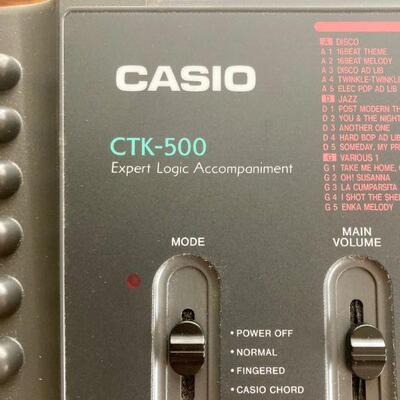 CASIO
CTK-500
Expert Logic Accompaniment
A DISCO
A 1 16BEAT THEME
A 2 16BEAT MELODY
A 3 DISCO AD LIB
A 4 TWINKLE-TWINKLE
A 5 ELEC POP AD LIB
D JAZZ
D 1 POST MODERN TH
D 2 YOU & THE NIGHT
D 3 ANOTHER ONE
D 4 HARD BOP AD LIB
D 5 SOMEDAY, MY PR
G VARIOUS 1
G 1 TAKE ME HOME,
G 2 OH! SUSANNA
G 3 LA CUMPARSITA
G 4 I SHOT THE SHE
G 5 ENKA MELODY
MODE
MAIN
VOLUME
• POWER OFF
• NORMAL
• FINGERED
• CASIO CHORD